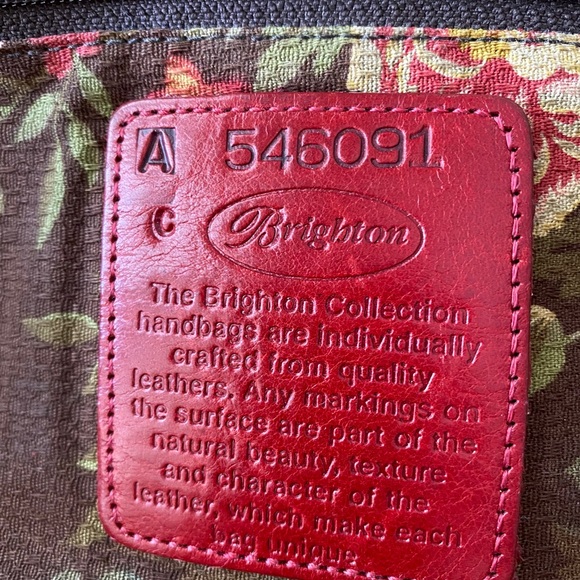 A 546091
C Brighton
The Brighton Collection
handbags are individually
crafted from quality
leathers. Any markings on
the surface are part of the
natural beauty, texture
and character of the
leather, which make each
bag unique